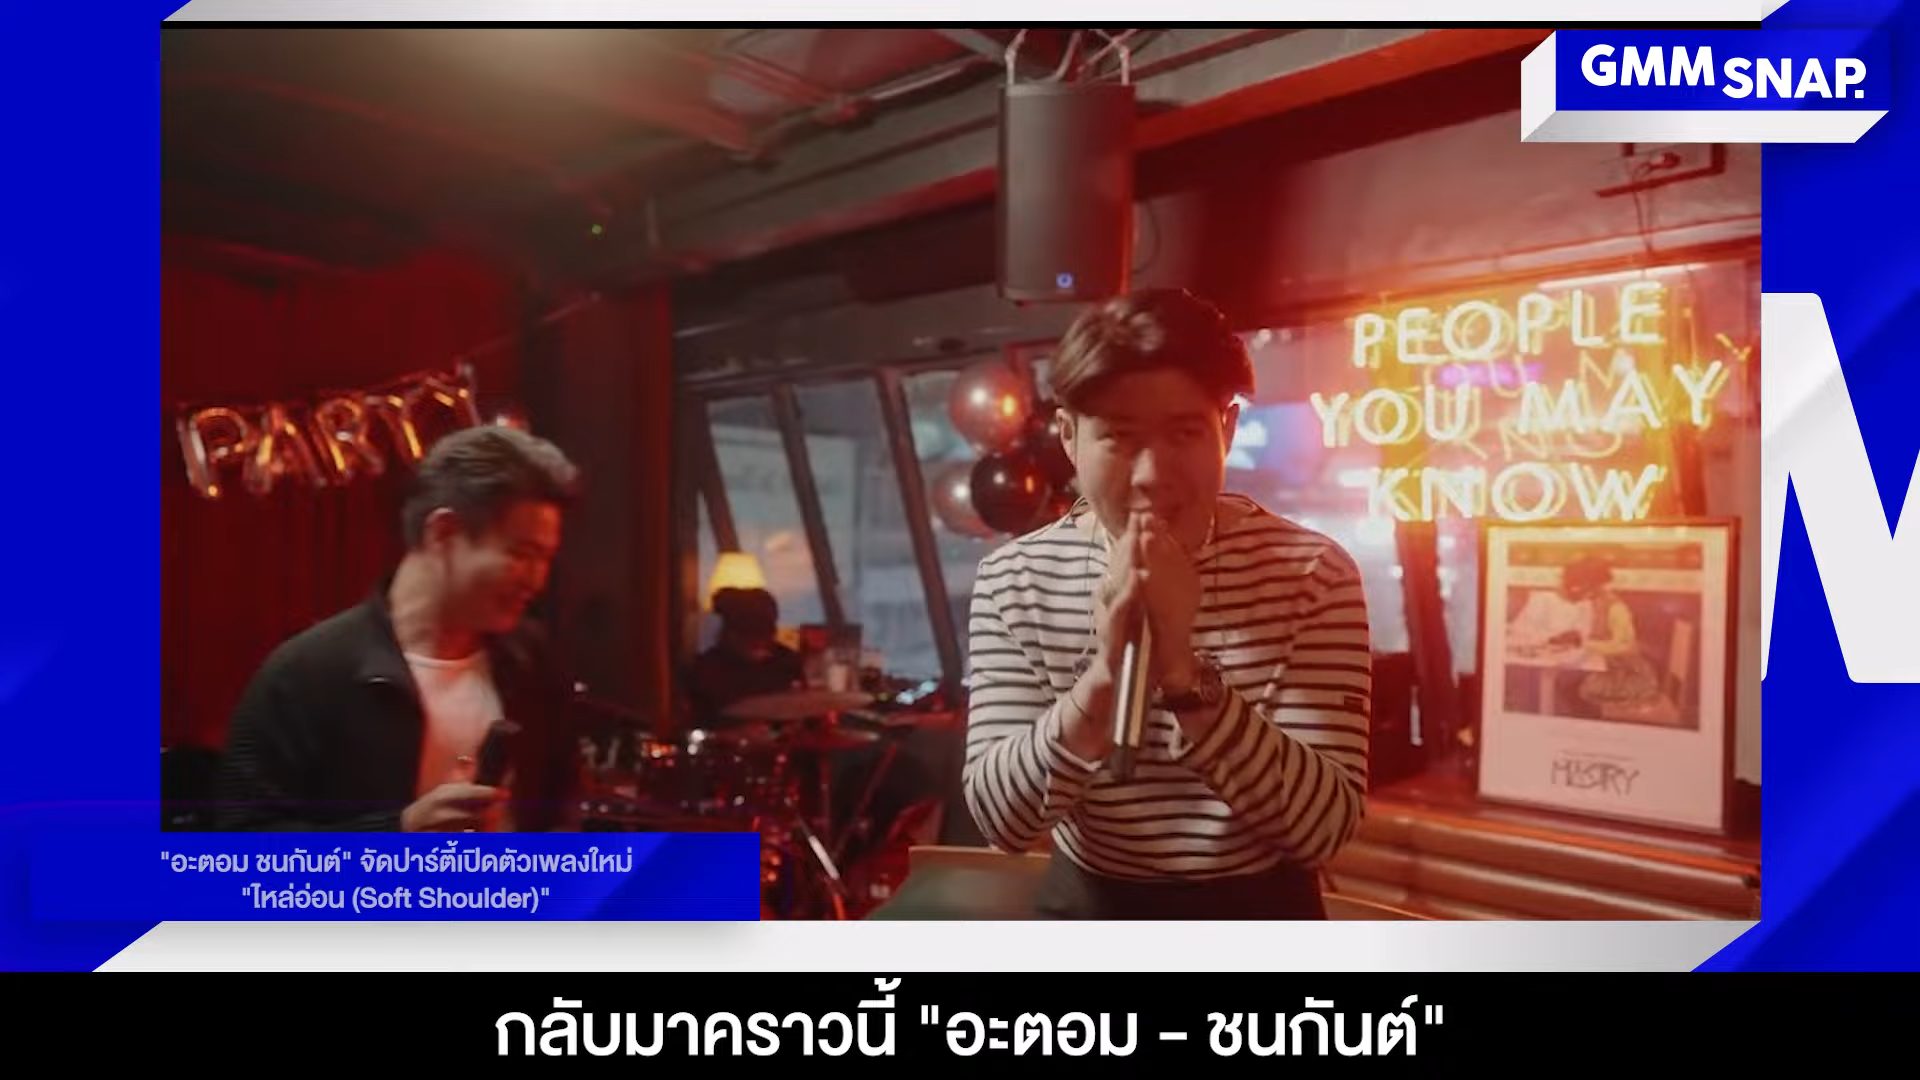 GMM SNAP.
PARTY
PEOPLE
YOU MAY
KNOW
"อะตอม ชนกันต์" จัดปาร์ตี้เปิดตัวเพลงใหม่
"ไหล่อ่อน (Soft Shoulder)"
กลับมาคราวนี้ "อะตอม - ชนกันต์"